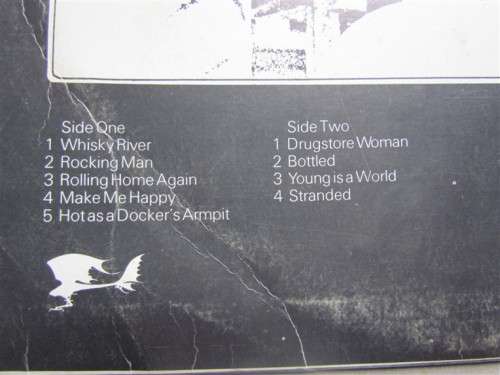 Side One
1 Whisky River
2 Rocking Man
3 Rolling Home Again
4 Make Me Happy
5 Hot as a Docker's Armpit
Side Two
1 Drugstore Woman
2 Bottled
3 Young is a World
4 Stranded